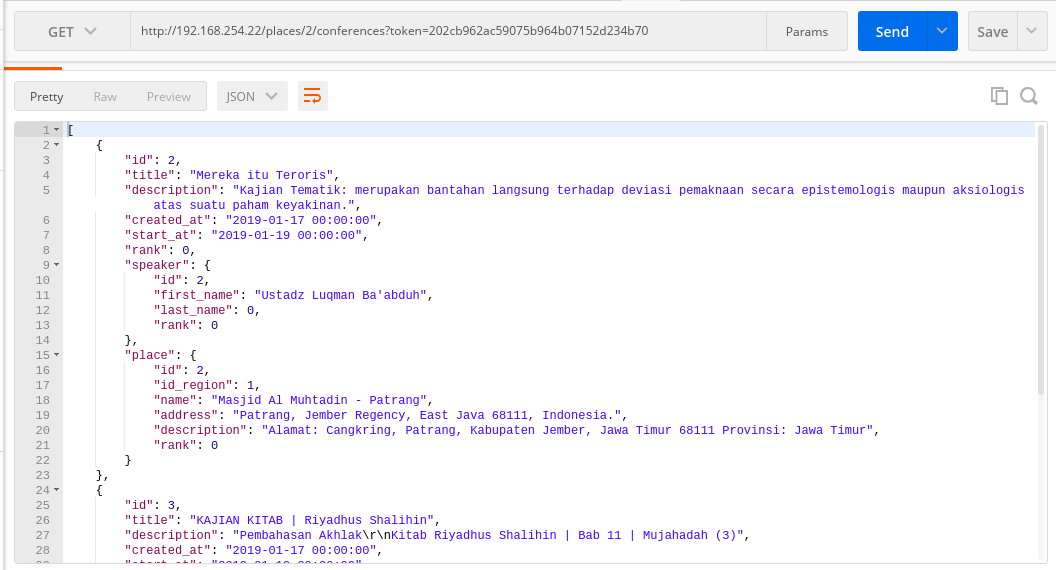 GET http://192.168.254.22/places/2/conferences?token=202cb962ac59075b964b07152d234b70 Params Send Save
Pretty Raw Preview JSON
1 [
2 {
3 "id": 2,
4 "title": "Mereka itu Teroris",
5 "description": "Kajian Tematik: merupakan bantahan langsung terhadap deviasi pemaknaan secara epistemologis maupun aksiologis
atas suatu paham keyakinan.",
6 "created_at": "2019-01-17 00:00:00",
7 "start_at": "2019-01-19 00:00:00",
8 "rank": 0,
9 "speaker": {
10 "id": 2,
11 "first_name": "Ustadz Luqman Ba'abduh",
12 "last_name": 0,
13 "rank": 0
14 },
15 "place": {
16 "id": 2,
17 "id_region": 1,
18 "name": "Masjid Al Muhtadin - Patrang",
19 "address": "Patrang, Jember Regency, East Java 68111, Indonesia.",
20 "description": "Alamat: Cangkring, Patrang, Kabupaten Jember, Jawa Timur 68111 Provinsi: Jawa Timur",
21 "rank": 0
22 }
23 },
24 {
25 "id": 3,
26 "title": "KAJIAN KITAB | Riyadhus Shalihin",
27 "description": "Pembahasan Akhlak\r\nKitab Riyadhus Shalihin | Bab 11 | Mujahadah (3)",
28 "created_at": "2019-01-17 00:00:00",